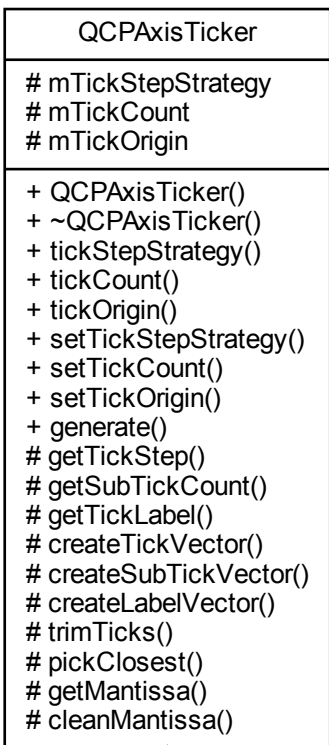 QCPAxisTicker
# mTickStepStrategy
# mTickCount
# mTickOrigin
+ QCPAxisTicker()
+ ~QCPAxisTicker()
+ tickStepStrategy()
+ tickCount()
+ tickOrigin()
+ setTickStepStrategy()
+ setTickCount()
+ setTickOrigin()
+ generate()
# getTickStep()
# getSubTickCount()
# getTickLabel()
# createTickVector()
# createSubTickVector()
# createLabelVector()
# trimTicks()
# pickClosest()
# getMantissa()
# cleanMantissa()